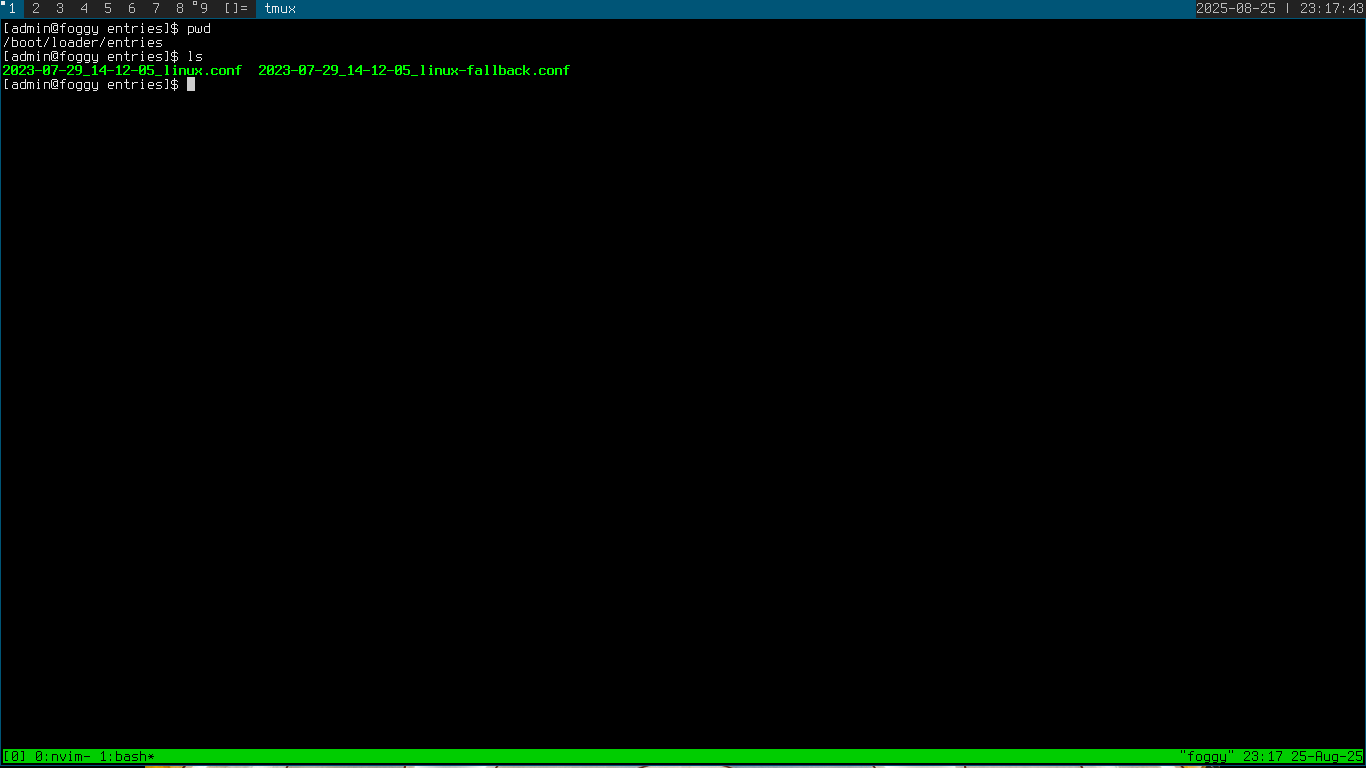 1 2 3 4 5 6 7 8 9 []= tmux 2025-08-25 | 23:17:43
[admin@foggy entries]$ pwd
/boot/loader/entries
[admin@foggy entries]$ ls
2023-07-29_14-12-05_linux.conf 2023-07-29_14-12-05_linux-fallback.conf
[admin@foggy entries]$
[0] 0:nvim- 1:bash* "foggy" 23:17 25-Aug-25